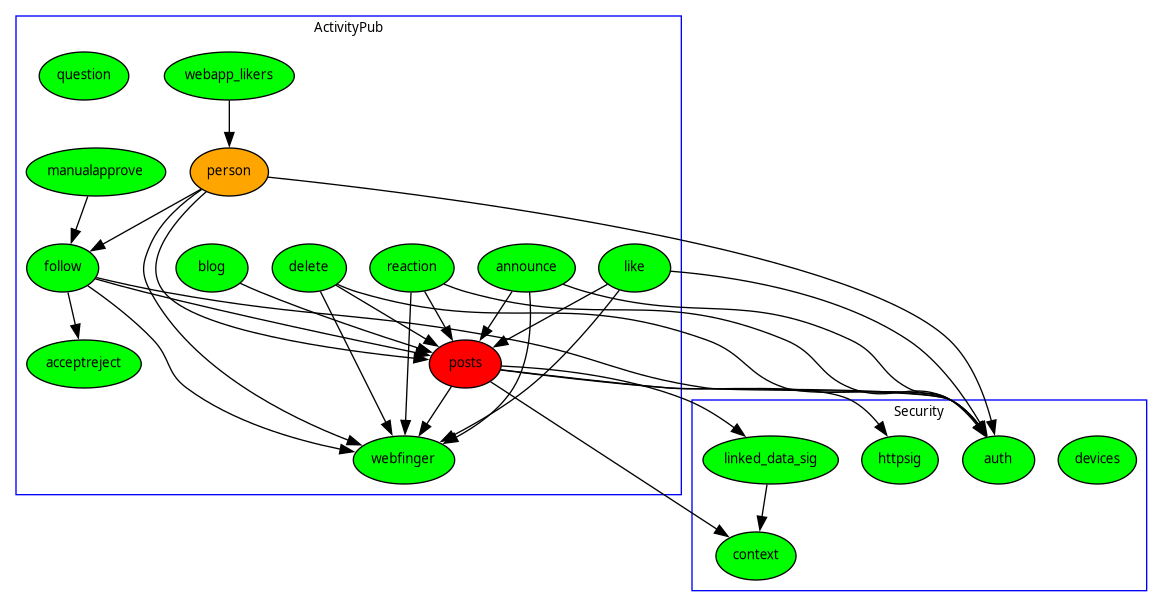 ActivityPub
question
webapp_likers
manualapprove
person
follow
blog
delete
reaction
announce
like
acceptreject
posts
Security
webfinger
linked_data_sig
httpsig
auth
devices
context